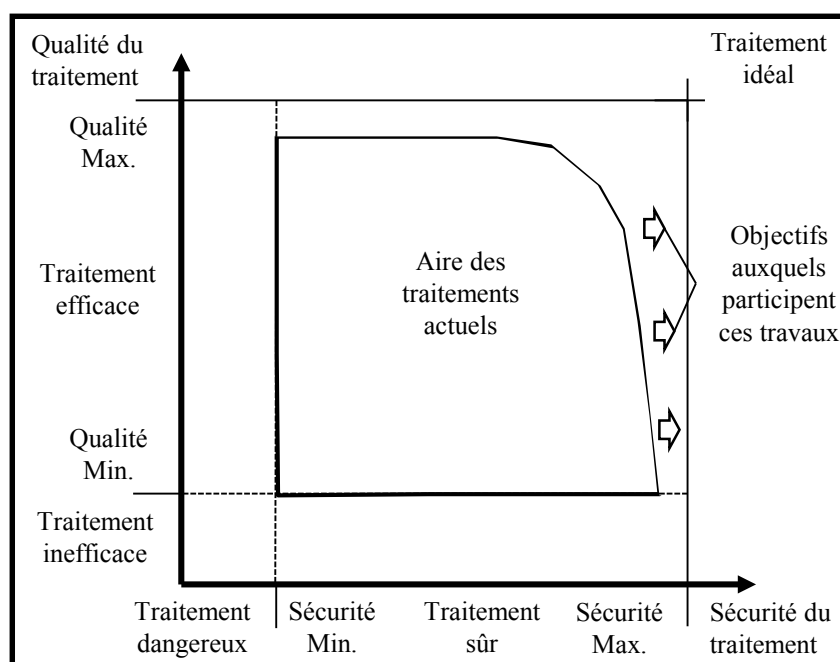 Qualité du
traitement
Traitement
idéal
Qualité
Max.
Traitement
efficace
Aire des
traitements
actuels
Objectifs
auxquels
participent
ces travaux
Qualité
Min.
Traitement
inefficace
Traitement
dangereux
Sécurité
Min.
Traitement
sûr
Sécurité
Max.
Sécurité du
traitement